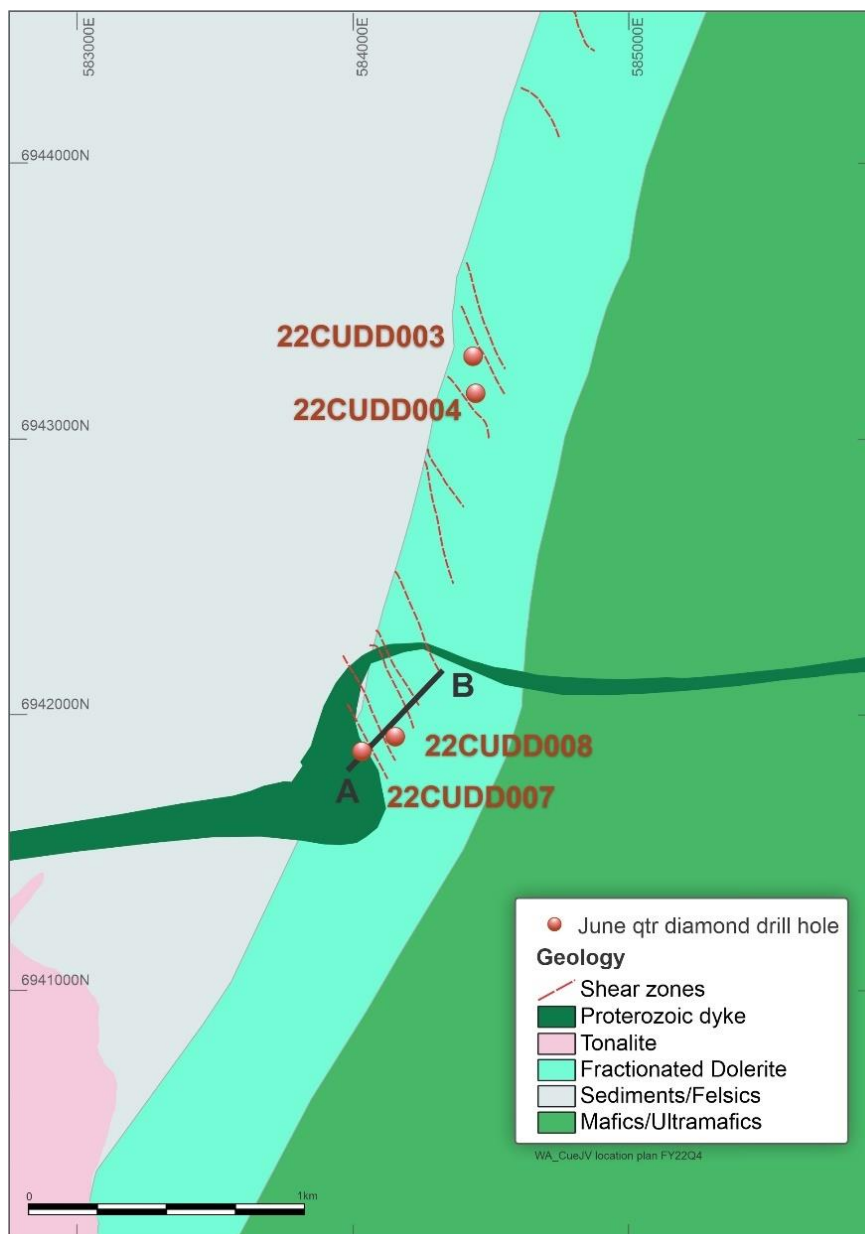 583000E
584000E
585000E
6944000N
22CUDD003
22CUDD004
6943000N
6942000N
B
22CUDD008
A
22CUDD007
6941000N
June qtr diamond drill hole
Geology
Shear zones
Proterozoic dyke
Tonalite
Fractionated Dolerite
Sediments/Felsics
Mafics/Ultramafics
WA_CueJV location plan FY22Q4
0
1km